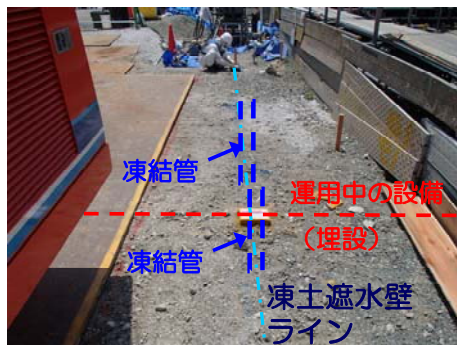 凍結管
運用中の設備
（埋設）
凍結管
凍土遮水壁
ライン